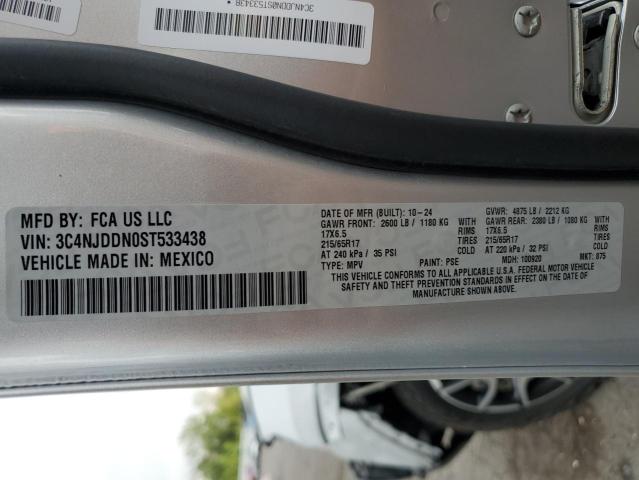 3C4NJDDN0ST533438
MFD BY: FCA US LLC
VIN: 3C4NJDDN0ST533438
VEHICLE MADE IN: MEXICO
DATE OF MFR (BUILT): 10-24 GVWR: 4875 LB / 2212 KG
GAWR FRONT: 2600 LB / 1180 KG GAWR REAR: 2380 LB / 1080 KG
17X6.5 RIMS 17X6.5 RIMS
215/65R17 WITH 215/65R17 WITH
AT 240 kPa / 35 PSI AT 220 kPa / 32 PSI
TYPE: MPV PAINT: PSE MDH: 100920 MKT: 875
THIS VEHICLE CONFORMS TO ALL APPLICABLE U.S.A. FEDERAL MOTOR VEHICLE
SAFETY AND THEFT PREVENTION STANDARDS IN EFFECT ON THE DATE OF
MANUFACTURE SHOWN ABOVE.